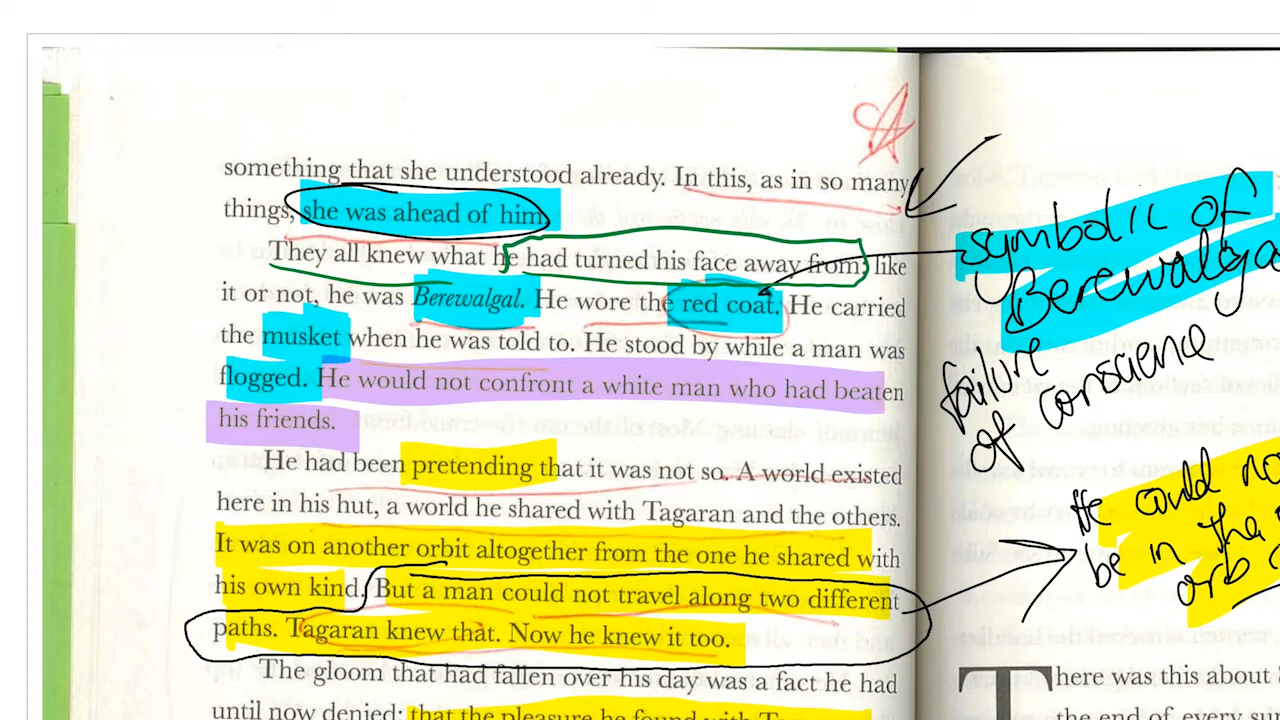 something that she understood already. In this, as in so many
things, she was ahead of him.
They all knew what he had turned his face away from: like
it or not, he was Berewalgal. He wore the red coat. He carried
the musket when he was told to. He stood by while a man was
flogged. He would not confront a white man who had beaten
his friends.
He had been pretending that it was not so. A world existed
here in his hut, a world he shared with Tagaran and the others.
It was on another orbit altogether from the one he shared with
his own kind. But a man could not travel along two different
paths. Tagaran knew that. Now he knew it too.
The gloom that had fallen over his day was a fact he had
until now denied: that the pleasure he found with
symbolic of
Berewalga
failure
of conscience
He could no
be in the
orb
There was this about
the end of every